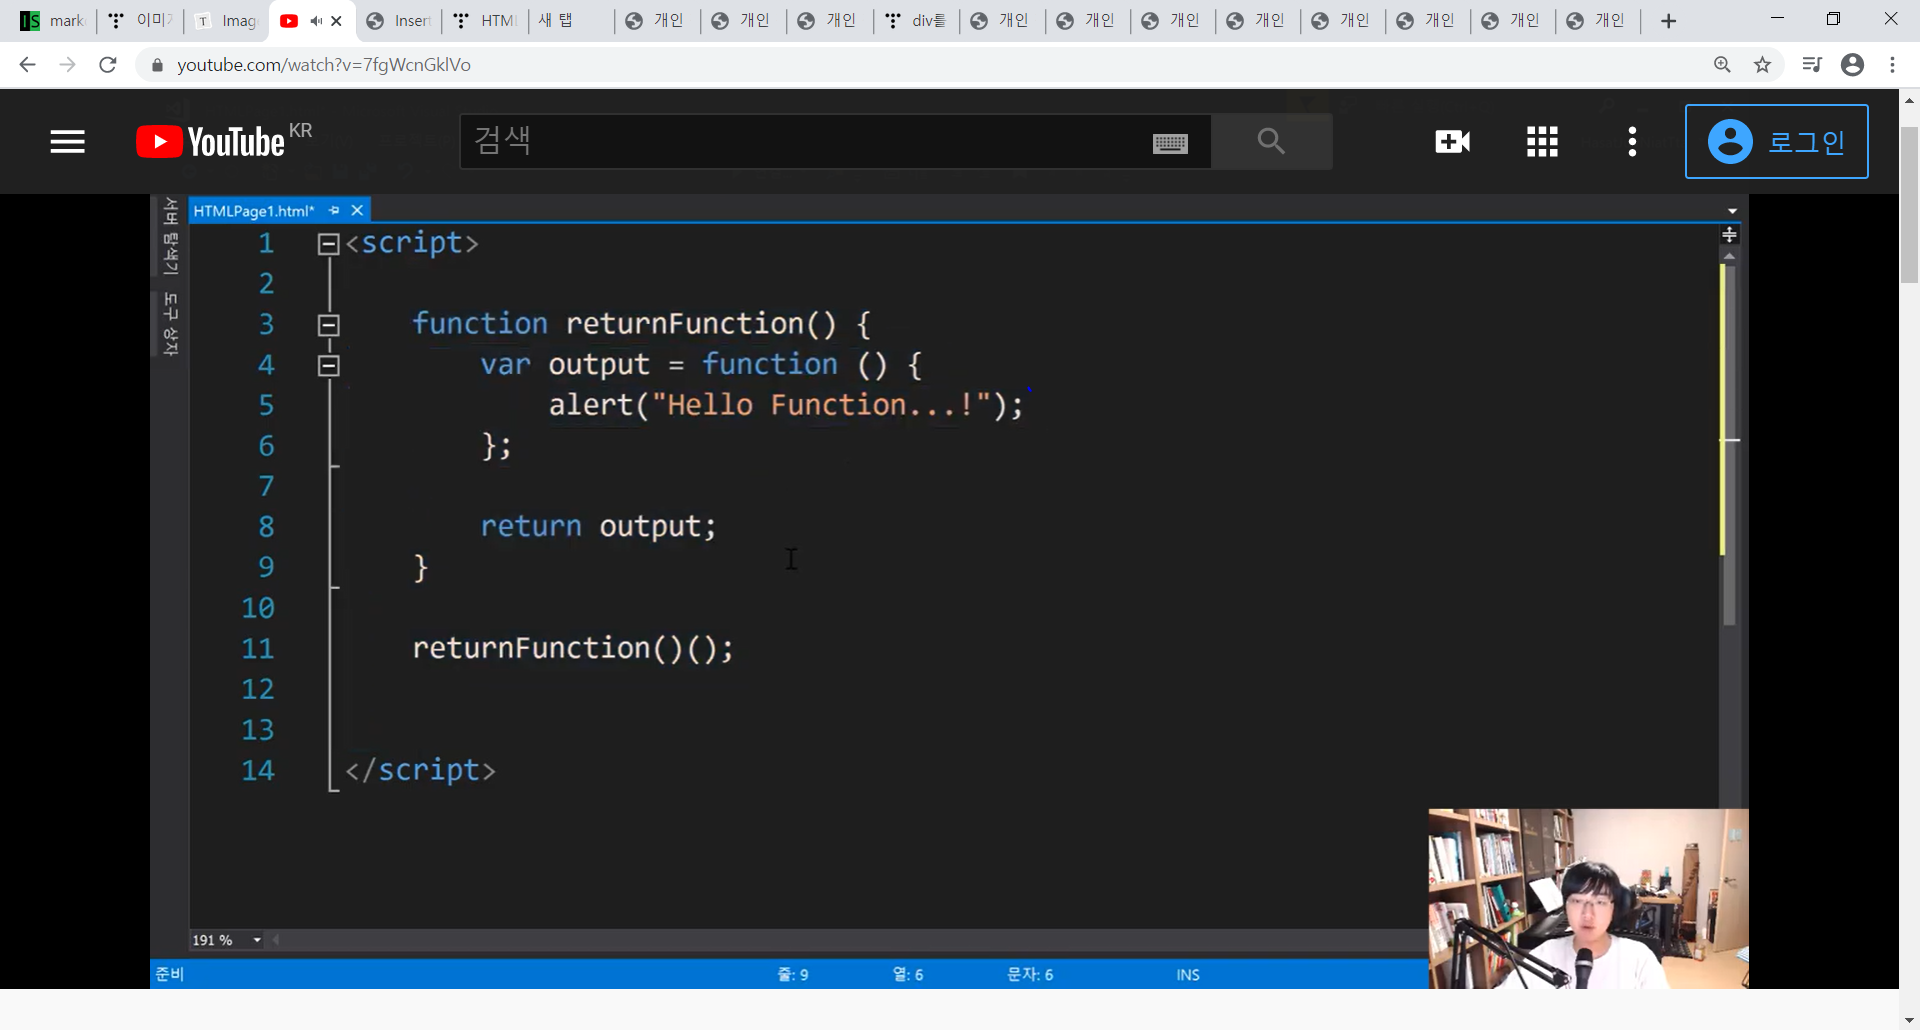 mark
이미지
Imag
Insert
HTML
새 탭
개인
개인
개인
div를
개인
개인
개인
개인
개인
개인
개인
개인
youtube.com/watch?v=7fgWcnGklVo
YouTube KR
검색
로그인
서버 탐색기
도구 상자
HTMLPage1.html*
1 <script>
2
3 function returnFunction() {
4 var output = function () {
5 alert("Hello Function...!");
6 };
7
8 return output;
9 }
10
11 returnFunction()();
12
13
14 </script>
191 %
준비 줄: 9 열: 6 문자: 6 INS